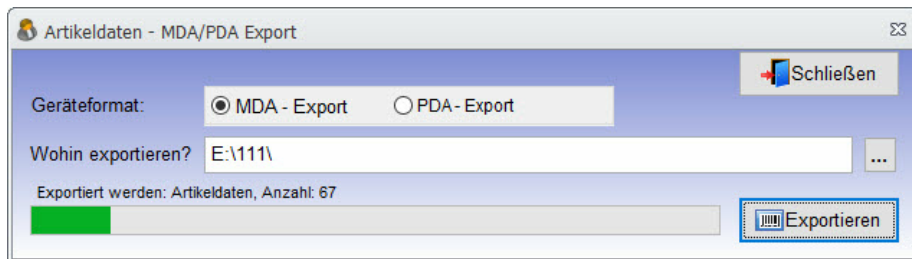 Artikeldaten - MDA/PDA Export
Schließen
Geräteformat: MDA - Export PDA - Export
Wohin exportieren? E:\111\ ...
Exportiert werden: Artikeldaten, Anzahl: 67
Exportieren